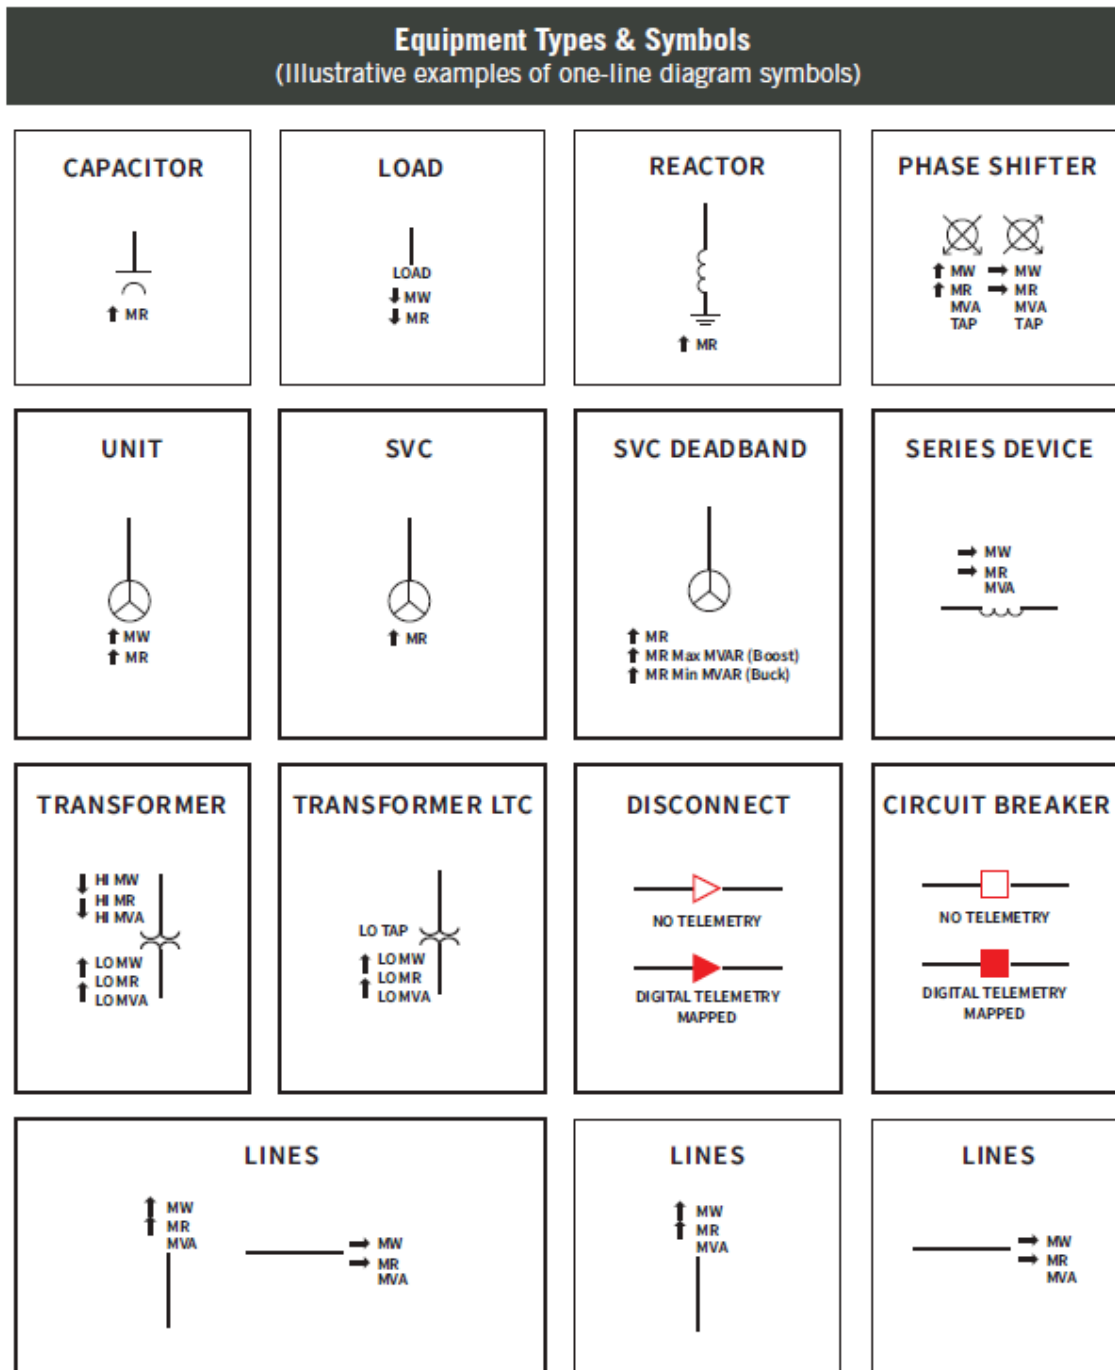 Equipment Types & Symbols
(Illustrative examples of one-line diagram symbols)
CAPACITOR
MR
LOAD
LOAD
MW
MR
REACTOR
MR
PHASE SHIFTER
MW MW
MR MR
MVA MVA
TAP TAP
UNIT
MW
MR
SVC
MR
SVC DEADBAND
MR
MR Max MVAR (Boost)
MR Min MVAR (Buck)
SERIES DEVICE
MW
MR
MVA
TRANSFORMER
HI MW
HI MR
HI MVA
LO MW
LO MR
LO MVA
TRANSFORMER LTC
LO TAP
LO MW
LO MR
LO MVA
DISCONNECT
NO TELEMETRY
DIGITAL TELEMETRY
MAPPED
CIRCUIT BREAKER
NO TELEMETRY
DIGITAL TELEMETRY
MAPPED
LINES
MW
MR
MVA
MW
MR
MVA
LINES
MW
MR
MVA
LINES
MW
MR
MVA